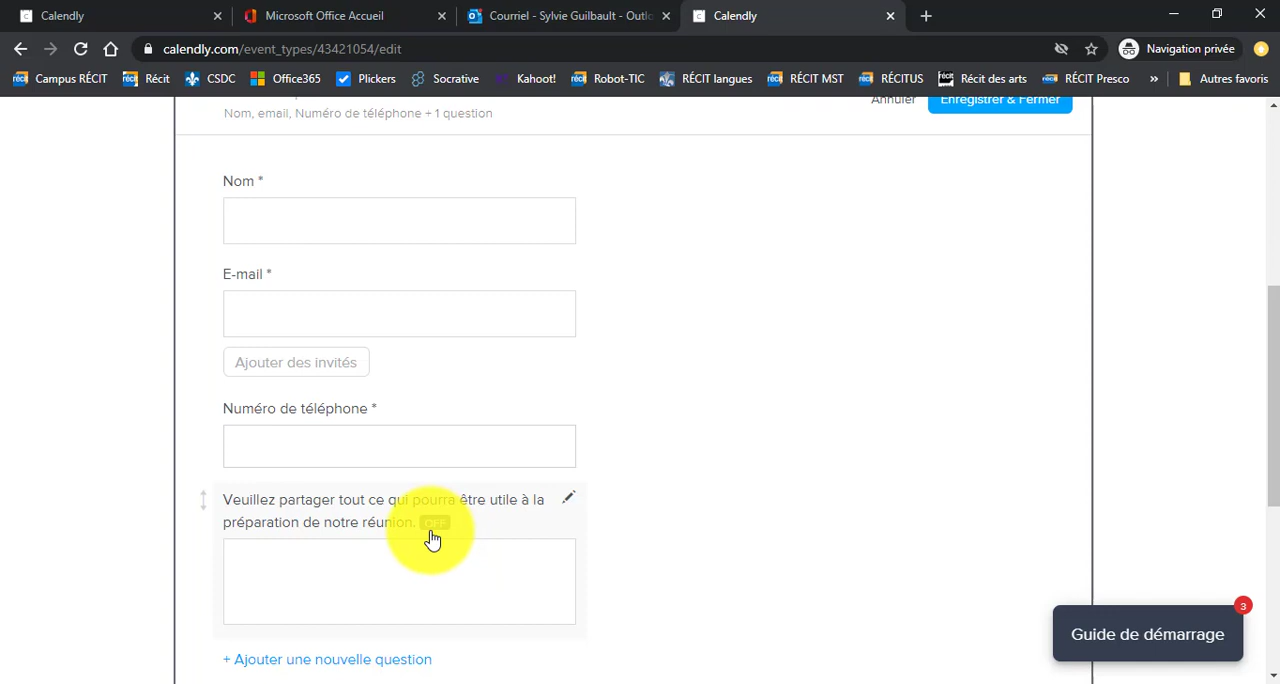 Calendly
Microsoft Office Accueil
Courriel - Sylvie Guilbault - Outlo
Calendly
calendly.com/event_types/43421054/edit
Navigation privée
Campus RÉCIT
Récit
CSDC
Office365
Plickers
Socrative
Kahoot!
Robot-TIC
RÉCIT langues
RÉCIT MST
RÉCITUS
Récit des arts
RÉCIT Presco
»
Autres favoris
Nom, email, Numéro de téléphone + 1 question
Annuler
Enregistrer & Fermer
Nom *
E-mail *
Ajouter des invités
Numéro de téléphone *
Veuillez partager tout ce qui pourra être utile à la
préparation de notre réunion. OFF
+ Ajouter une nouvelle question
3
Guide de démarrage